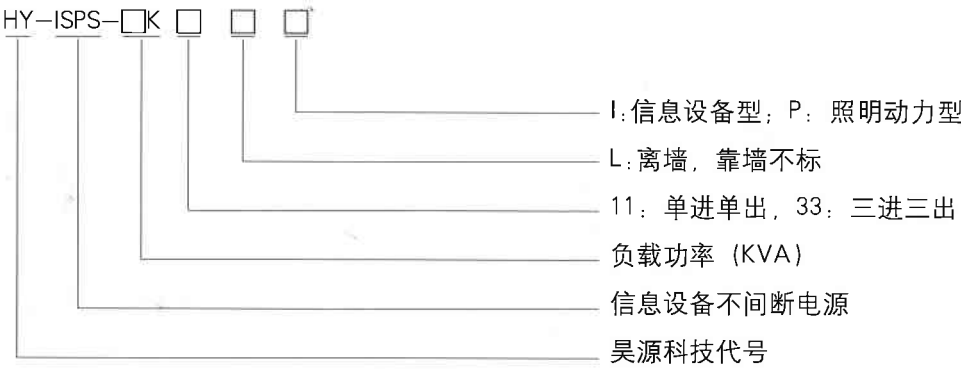 HY-ISPS-□K □ □ □
I:信息设备型; P: 照明动力型
L:离墙, 靠墙不标
11: 单进单出, 33: 三进三出
负载功率 (KVA)
信息设备不间断电源
昊源科技代号